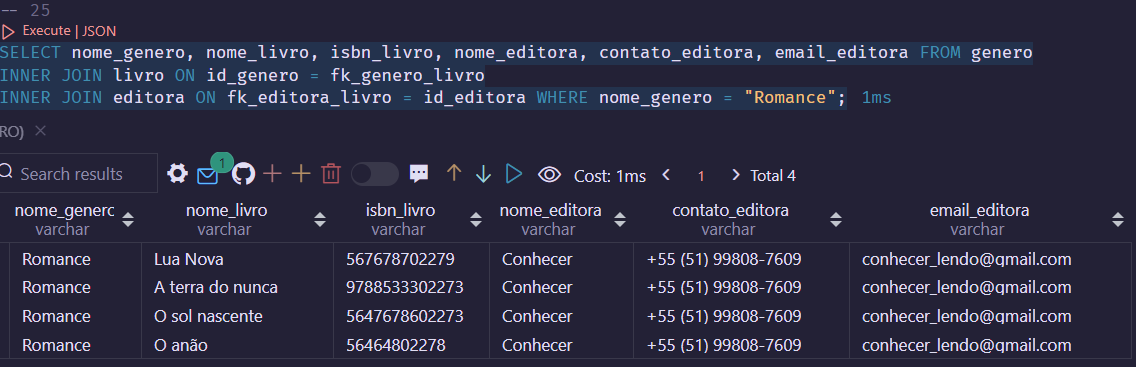 -- 25
Execute | JSON
SELECT nome_genero, nome_livro, isbn_livro, nome_editora, contato_editora, email_editora FROM genero
INNER JOIN livro ON id_genero = fk_genero_livro
INNER JOIN editora ON fk_editora_livro = id_editora WHERE nome_genero = "Romance"; 1ms
RO) ×
Search results 1 Cost: 1ms 1 Total 4
nome_genero nome_livro isbn_livro nome_editora contato_editora email_editora
varchar varchar varchar varchar varchar varchar
Romance Lua Nova 567678702279 Conhecer +55 (51) 99808-7609 conhecer_lendo@gmail.com
Romance A terra do nunca 9788533302273 Conhecer +55 (51) 99808-7609 conhecer_lendo@gmail.com
Romance O sol nascente 5647678602273 Conhecer +55 (51) 99808-7609 conhecer_lendo@gmail.com
Romance O anão 56464802278 Conhecer +55 (51) 99808-7609 conhecer_lendo@gmail.com